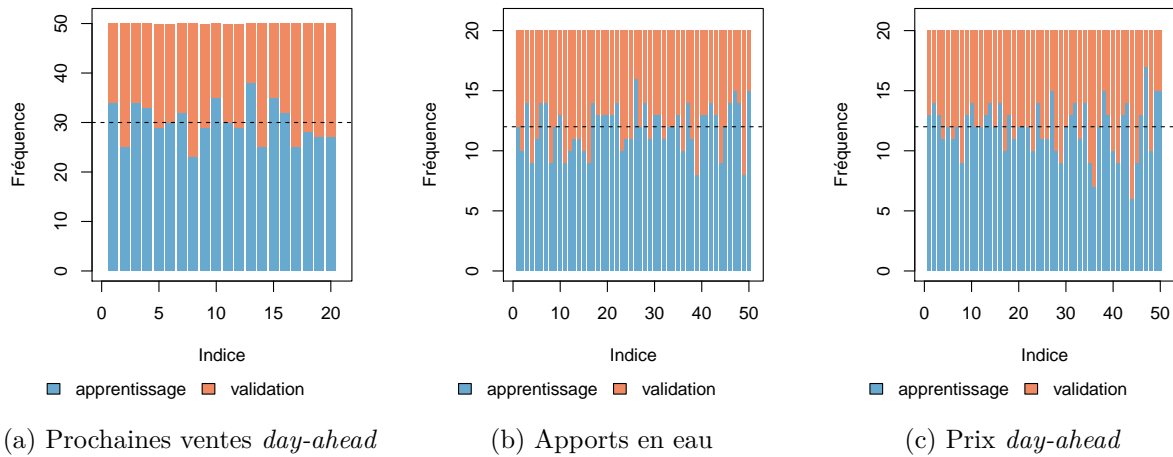 Fréquence
50
40
30
20
10
0
0 5 10 15 20
Indice
apprentissage validation
(a) Prochaines ventes day-ahead
Fréquence
20
15
10
5
0
0 10 20 30 40 50
Indice
apprentissage validation
(b) Apports en eau
Fréquence
20
15
10
5
0
0 10 20 30 40 50
Indice
apprentissage validation
(c) Prix day-ahead